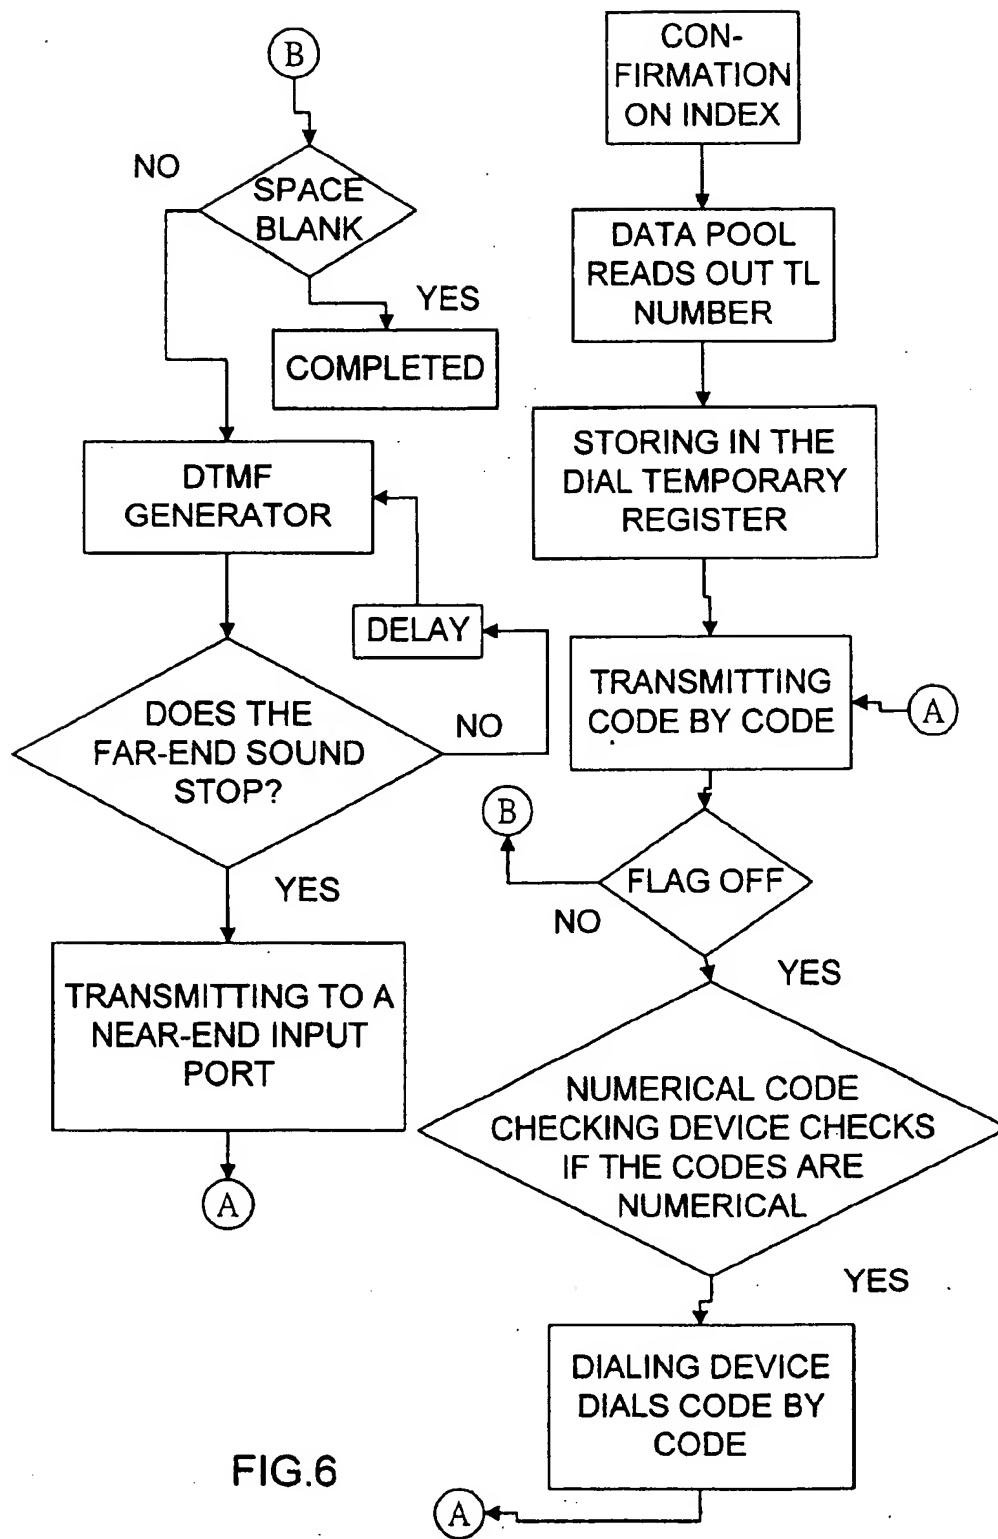 B
NO
SPACE
BLANK
YES
COMPLETED
DTMF
GENERATOR
DELAY
DOES THE
FAR-END SOUND
STOP?
NO
YES
TRANSMITTING TO A
NEAR-END INPUT
PORT
A
CON-
FIRMATION
ON INDEX
DATA POOL
READS OUT TL
NUMBER
STORING IN THE
DIAL TEMPORARY
REGISTER
TRANSMITTING
CODE BY CODE
A
B
FLAG OFF
NO
YES
NUMERICAL CODE
CHECKING DEVICE CHECKS
IF THE CODES ARE
NUMERICAL
YES
DIALING DEVICE
DIALS CODE BY
CODE
A
FIG.6